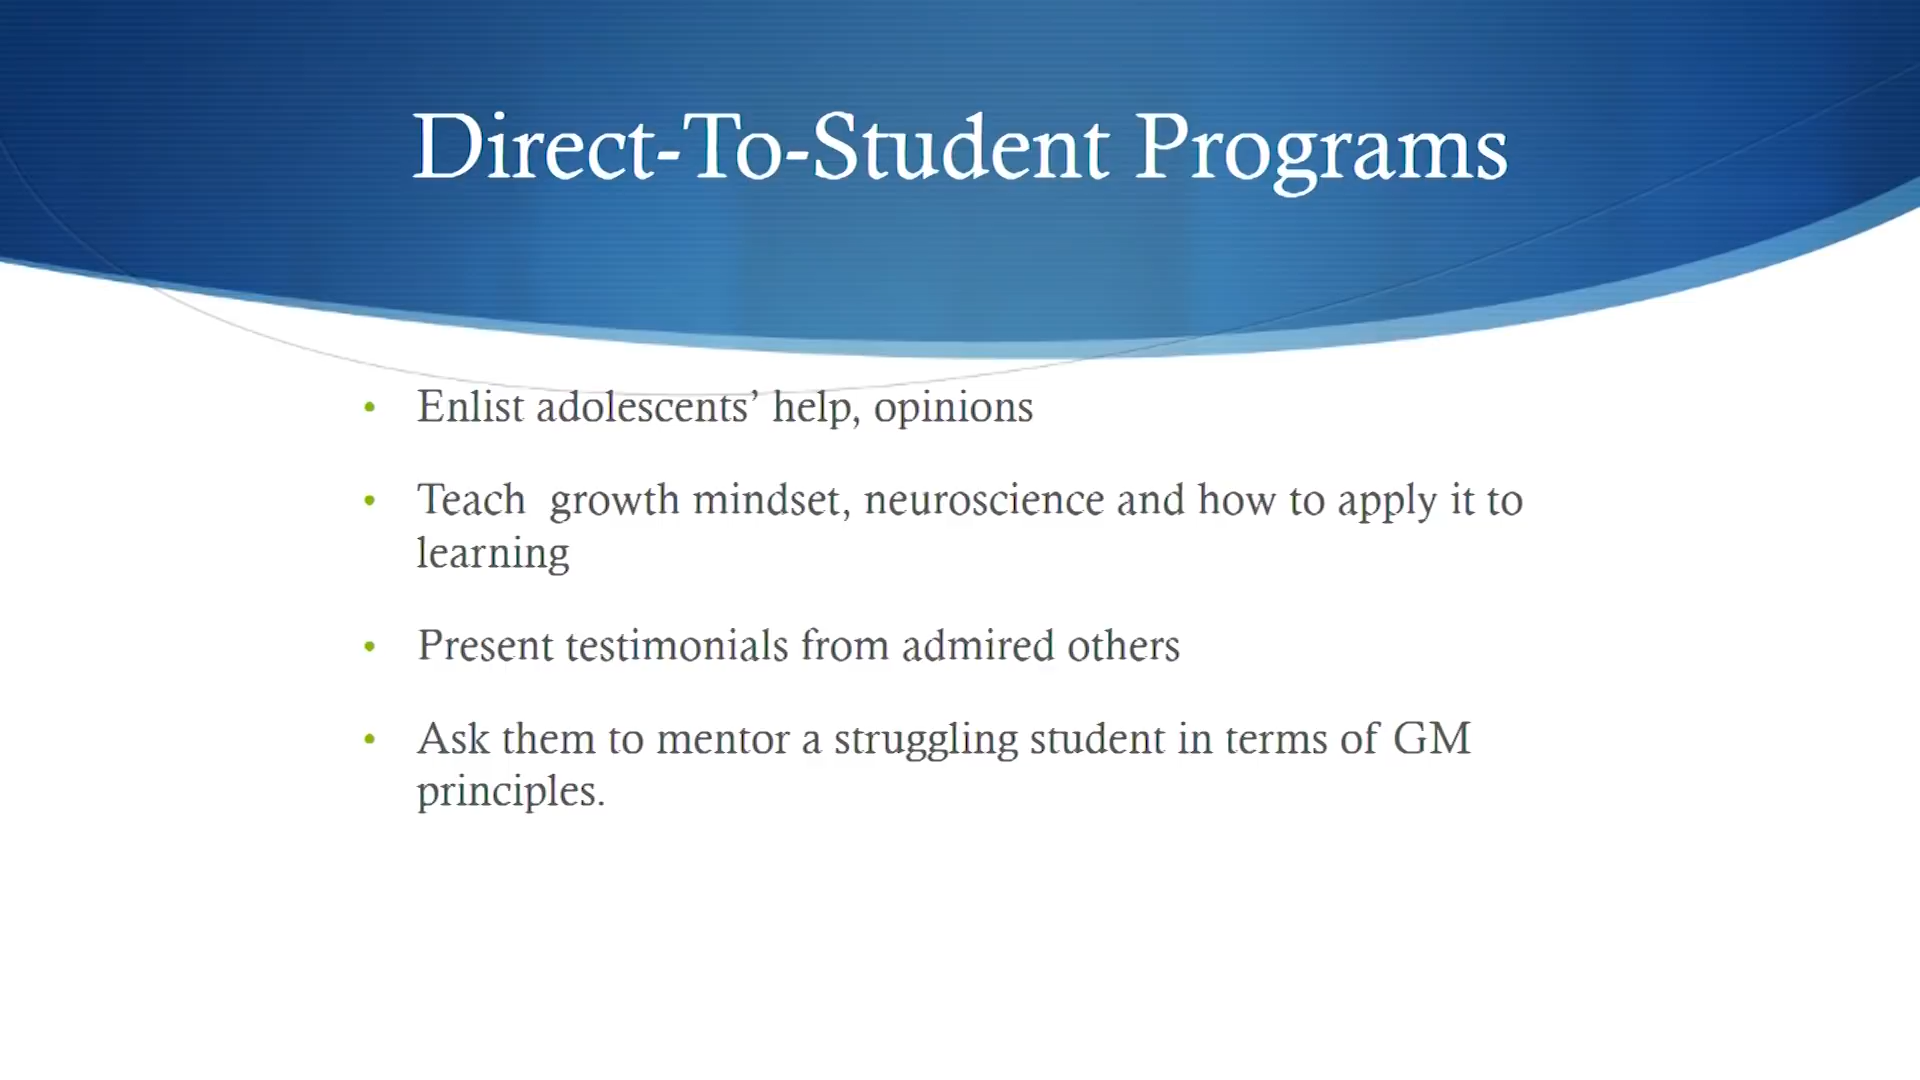 Direct-To-Student Programs
• Enlist adolescents’ help, opinions
• Teach  growth mindset, neuroscience and how to apply it to
learning
• Present testimonials from admired others
• Ask them to mentor a struggling student in terms of GM
principles.